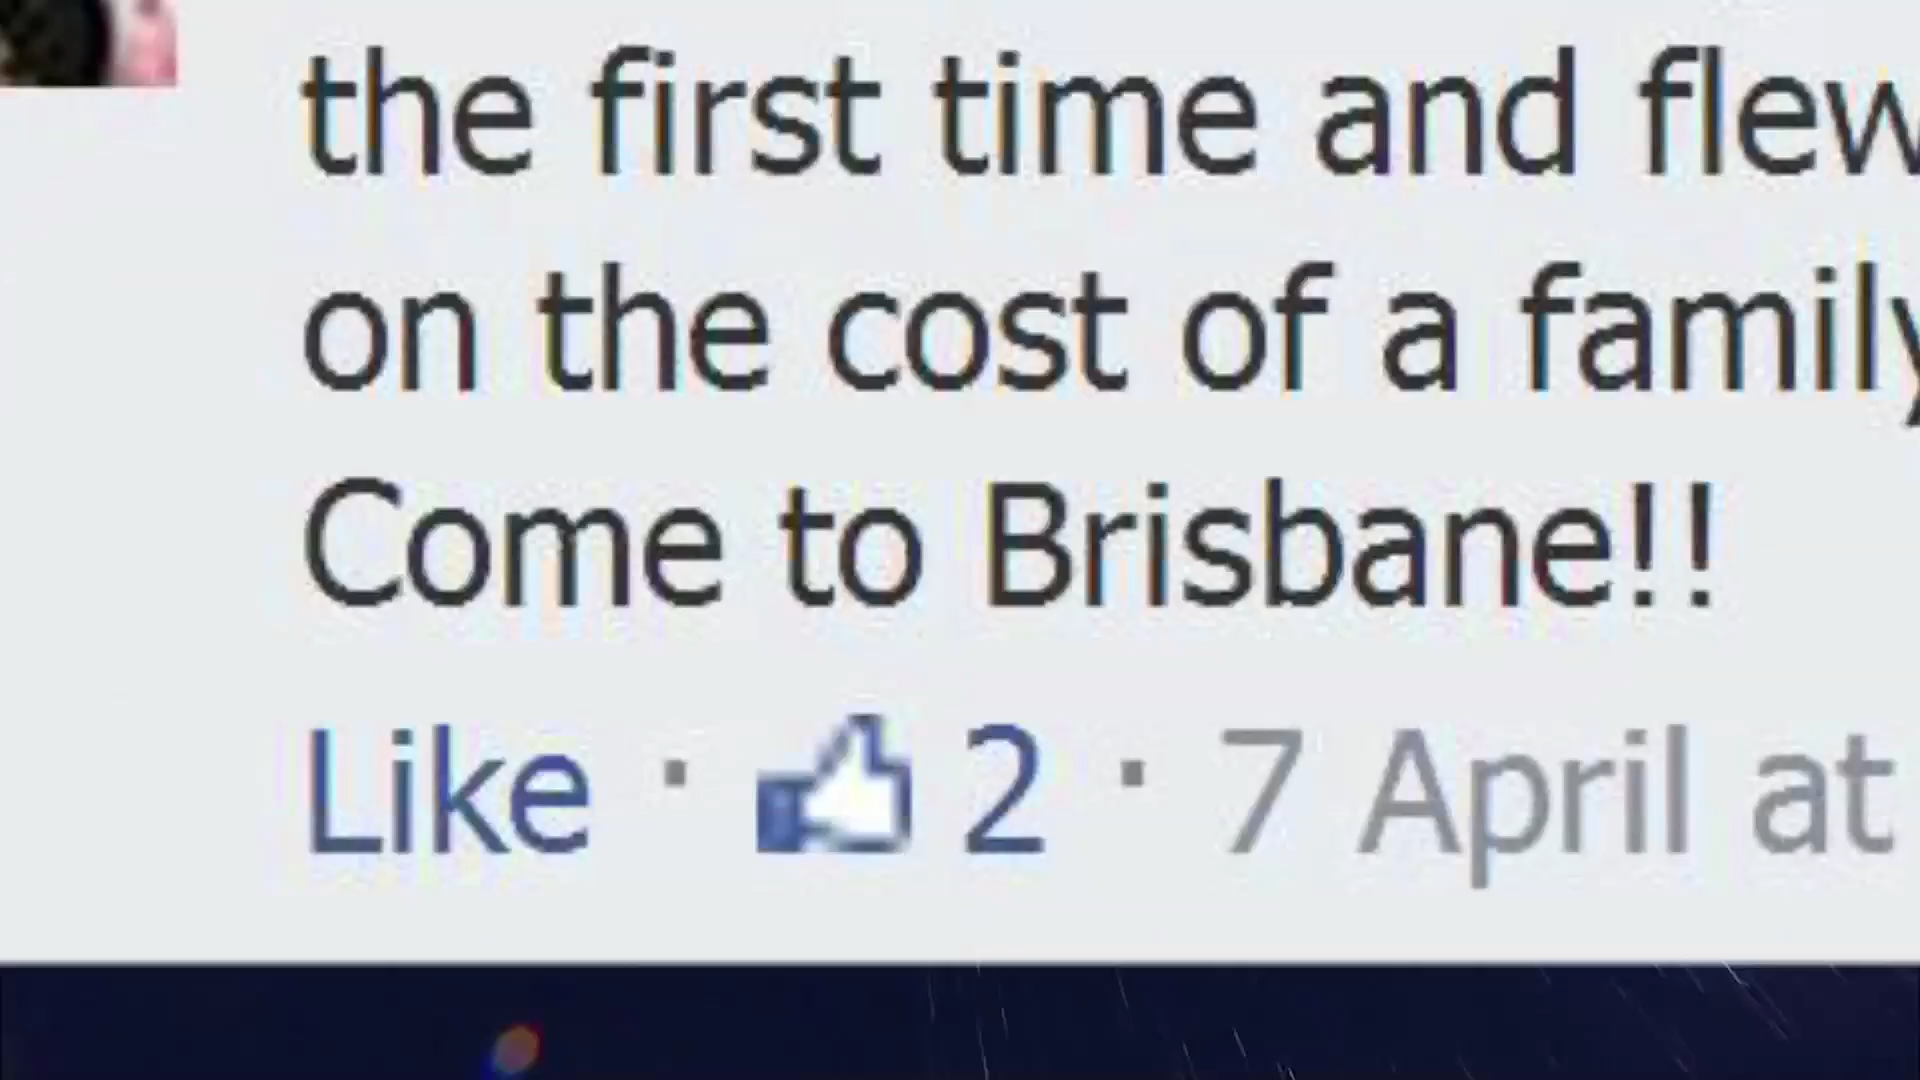 the first time and flew
on the cost of a family
Come to Brisbane!!
Like · 2 · 7 April at